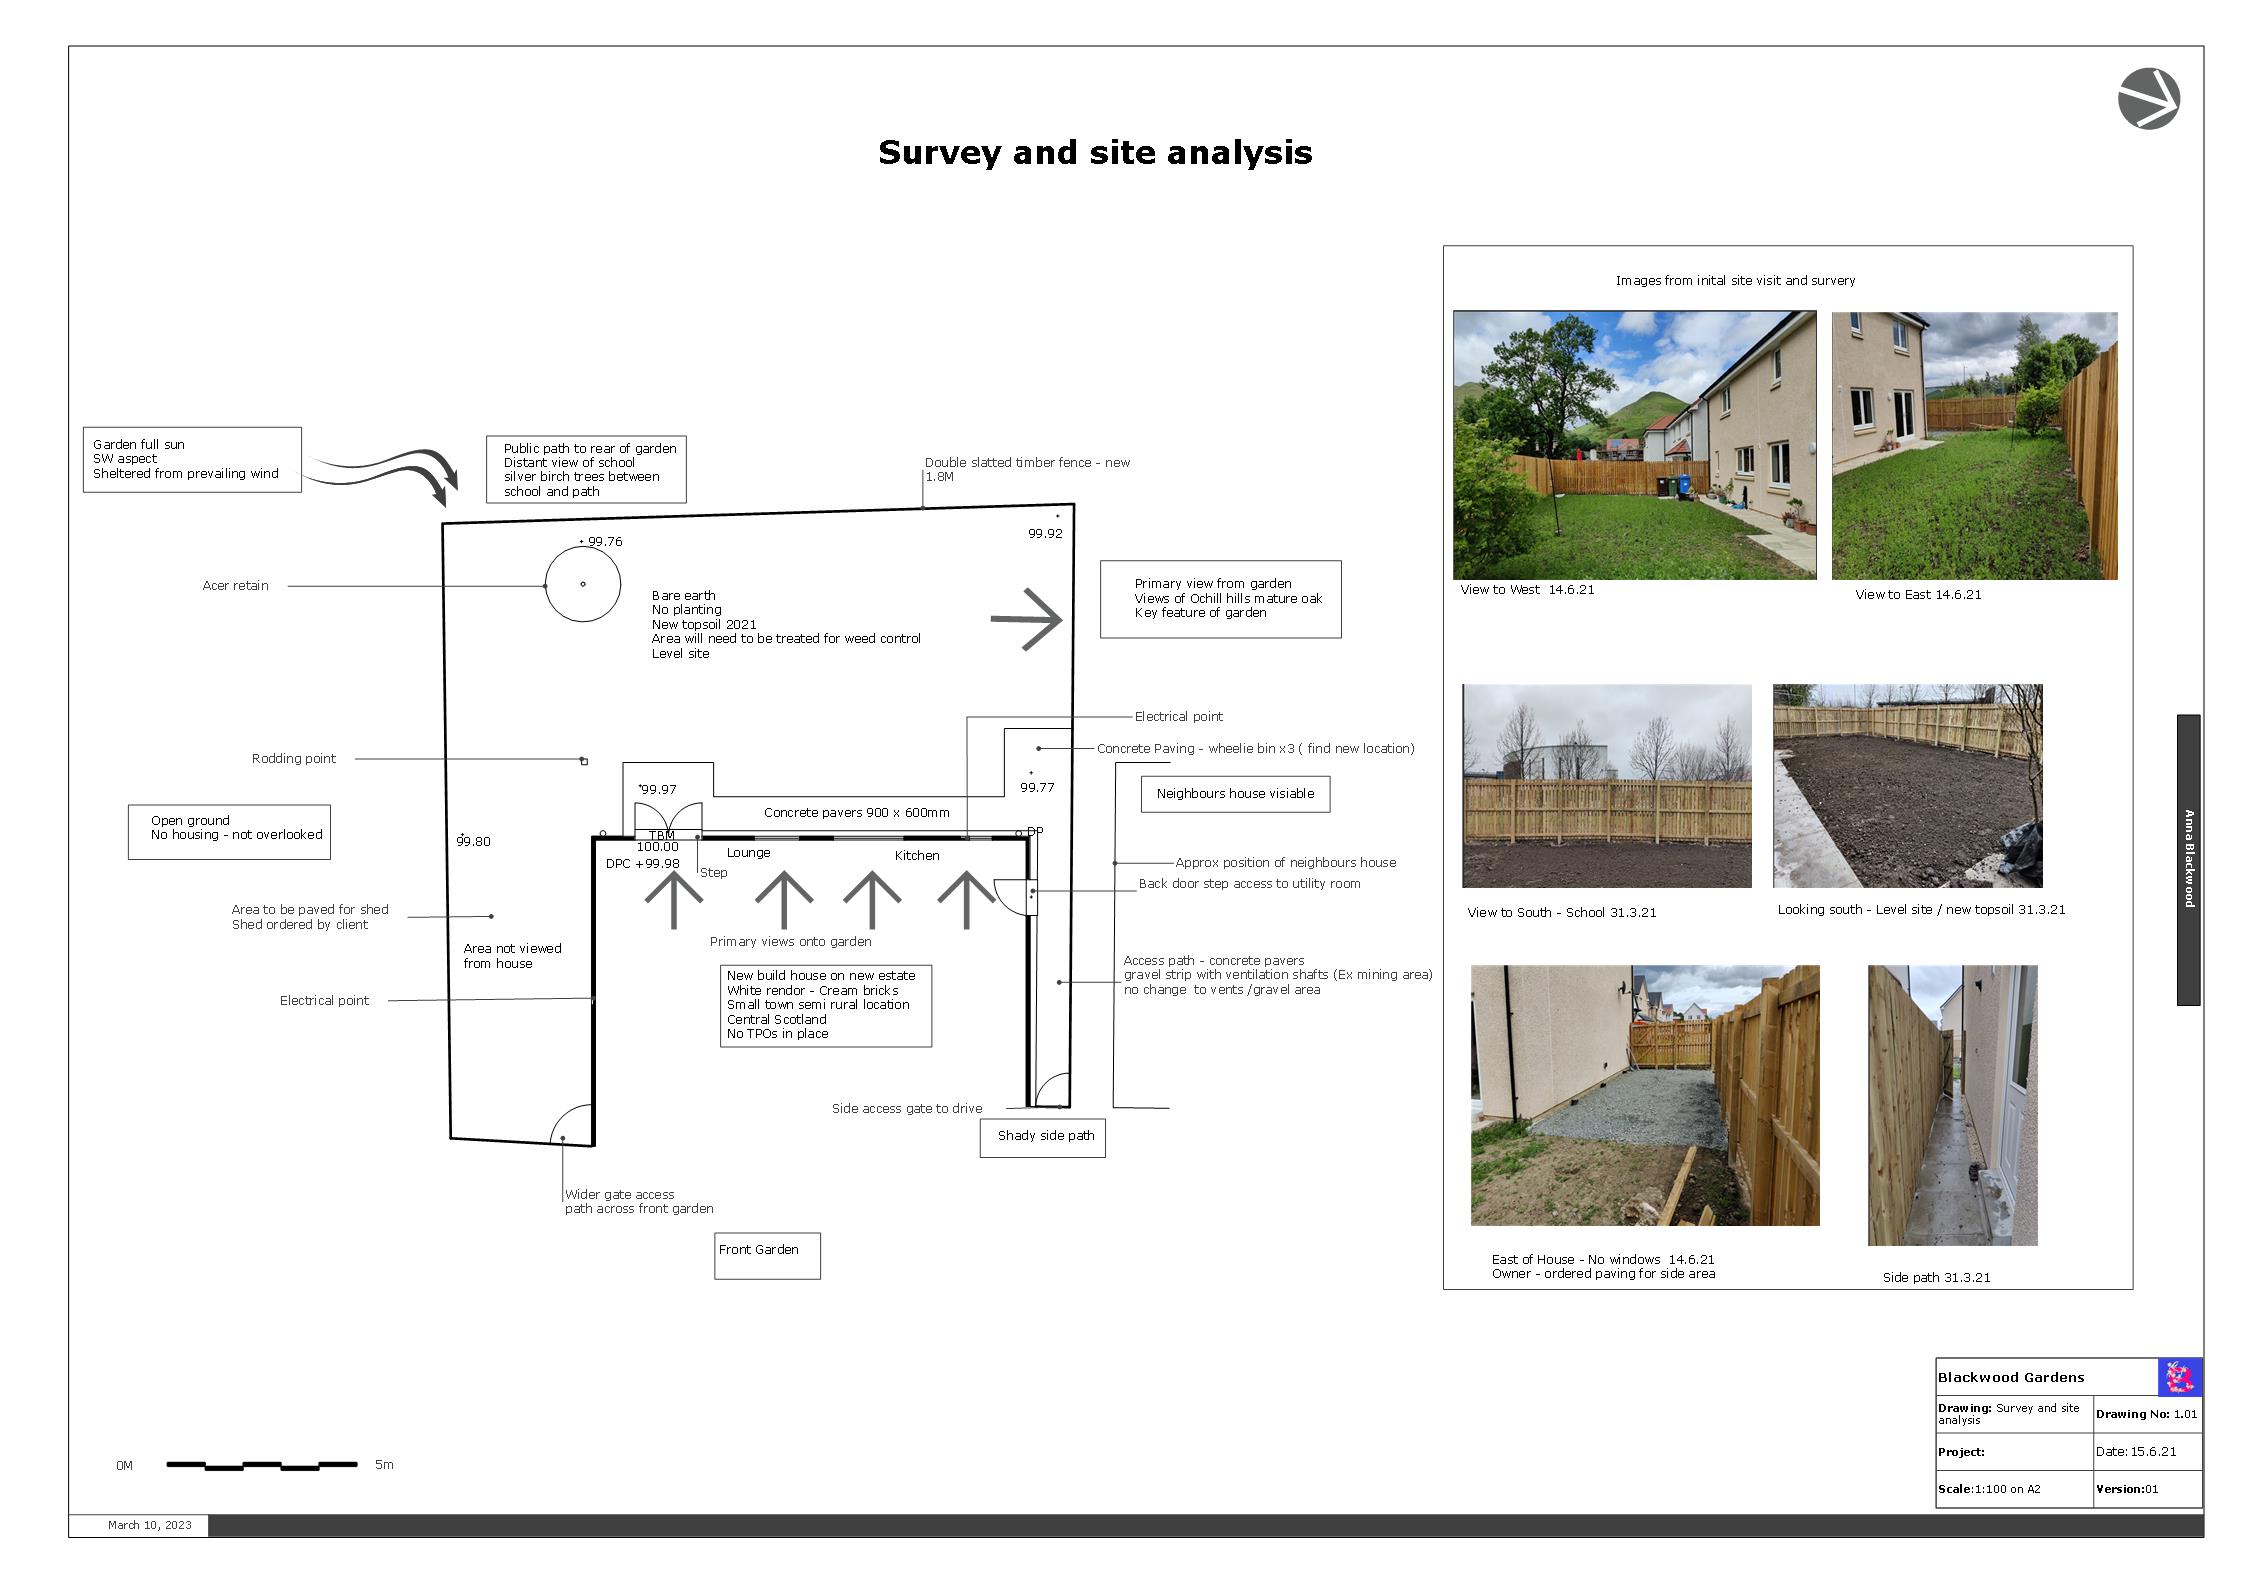 Survey and site analysis
Images from inital site visit and survery
View to West  14.6.21
View to East 14.6.21
View to South - School 31.3.21
Looking south - Level site / new topsoil 31.3.21
East of House - No windows  14.6.21
Owner - ordered paving for side area
Side path 31.3.21
Garden full sun
SW aspect
Sheltered from prevailing wind
Public path to rear of garden
Distant view of school
silver birch trees between
school and path
Double slatted timber fence - new
1.8M
99.76
99.92
Acer retain
Bare earth
No planting
New topsoil 2021
Area will need to be treated for weed control
Level site
Primary view from garden
Views of Ochill hills mature oak
Key feature of garden
Electrical point
Concrete Paving - wheelie bin x3 ( find new location)
Rodding point
99.97
99.77
Neighbours house visiable
Open ground
No housing - not overlooked
Concrete pavers 900 x 600mm
99.80
TBM
100.00
DPC +99.98
DP
Lounge
Kitchen
Step
Approx position of neighbours house
Back door step access to utility room
Area to be paved for shed
Shed ordered by client
Area not viewed
from house
Primary views onto garden
New build house on new estate
White rendor - Cream bricks
Small town semi rural location
Central Scotland
No TPOs in place
Access path - concrete pavers
gravel strip with ventilation shafts (Ex mining area)
no change  to vents /gravel area
Electrical point
Side access gate to drive
Shady side path
Wider gate access
path across front garden
Front Garden
Anna Blackwood
Blackwood Gardens
Drawing: Survey and site
analysis
Drawing No: 1.01
Project:
Date: 15.6.21
Scale:1:100 on A2
Version:01
0M
5m
March 10, 2023